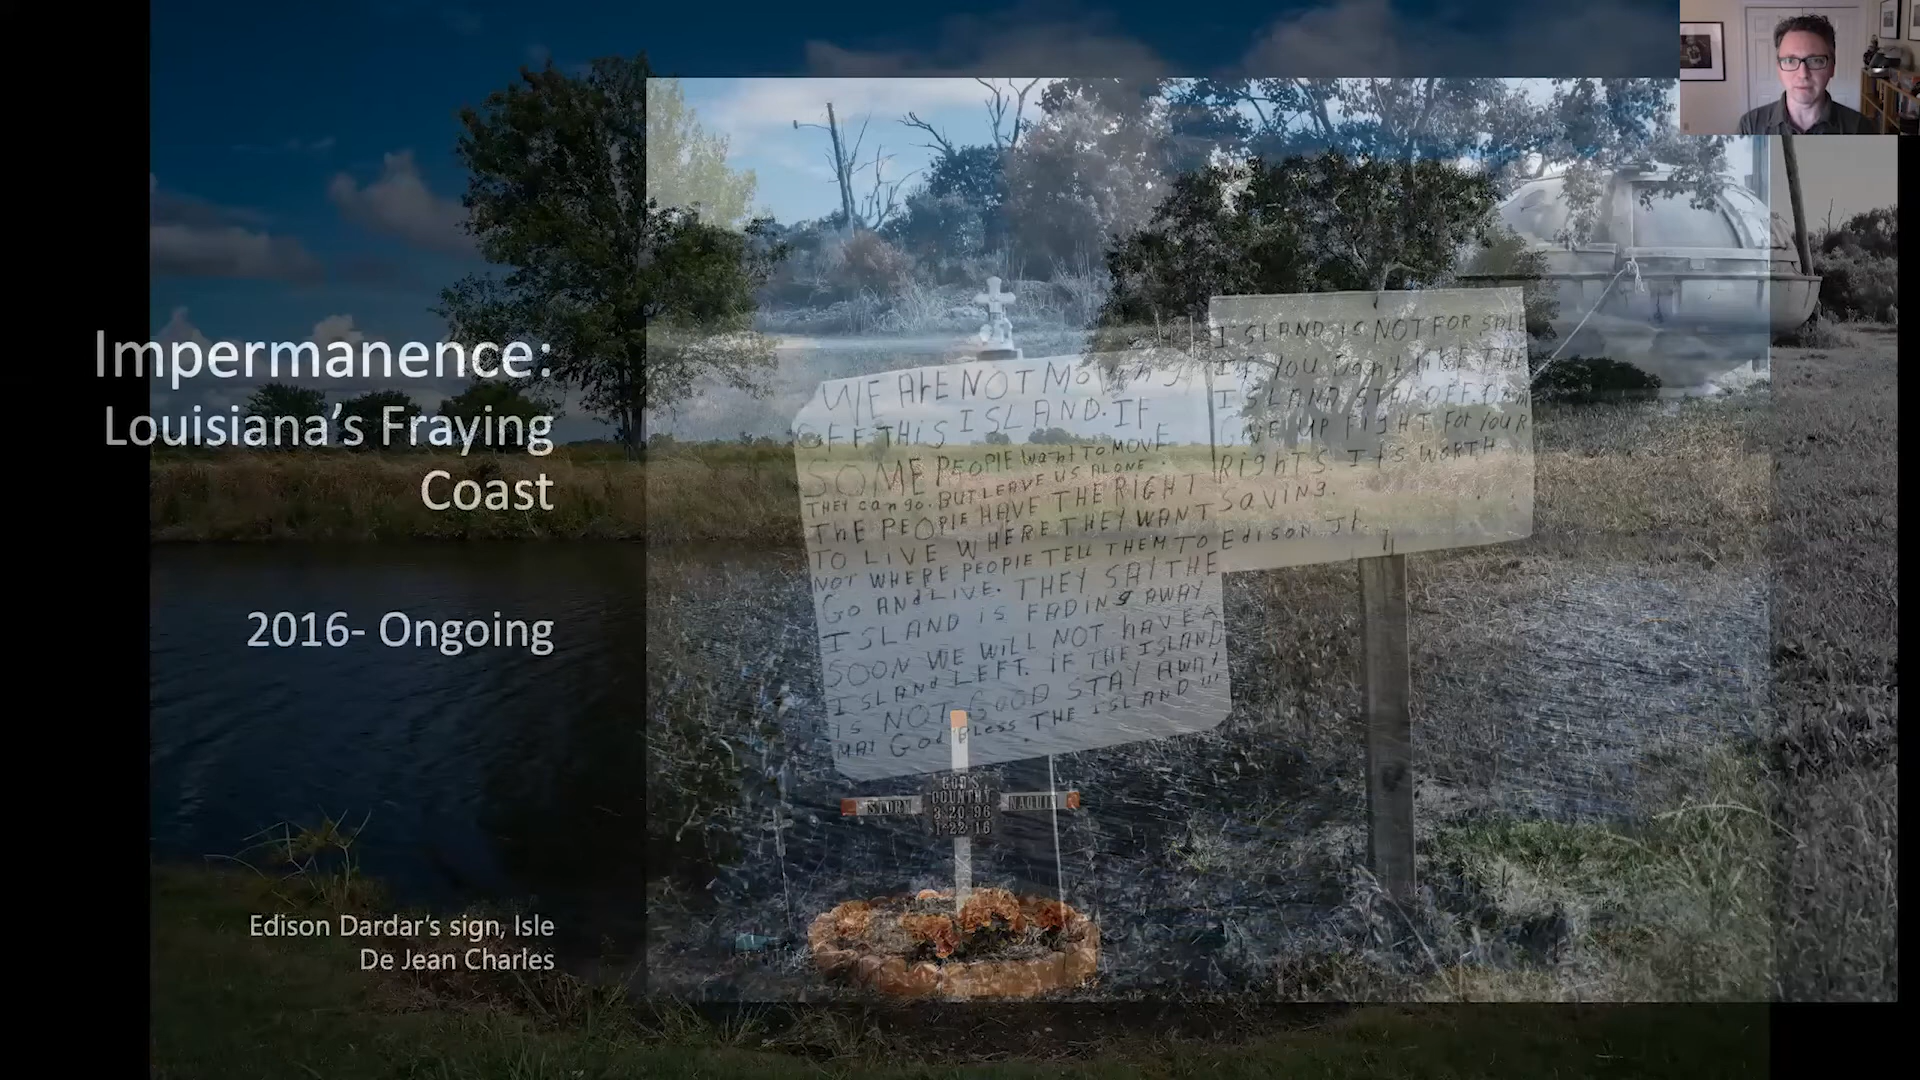 Impermanence:
Louisiana's Fraying
Coast
2016- Ongoing
Edison Dardar's sign, Isle
De Jean Charles
WE ArE NOT MOVING
OFF THIS ISLAND. IF
SOME PEOPLE want TO MOVE
THEY can go. BUT LEAVE US ALONE.
THE PEOPLE HAVE THE RIGHT
TO LIVE WHERE THEY WANT
NOT WHERE PEOPLE TELL THEM TO
GO ANd LIVE. THEY SAY THE
ISLAND IS FADING AWAY
SOON WE WILL NOT HAVE A
ISLANd LEFT. IF THE ISLAND
IS NOT GOOD STAY AWAY
MAY God Bless THE ISLAND !!!
ISLAND IS NOT FOR SALE
IF YOU Don't LIKE THE
ISLAND STAY OFF Don't
GIVE UP FIGHT For YOUR
RIghTS. ITS WORTH
SAVING.
Edison Jr.
GOD'S
COUNTRY
STORM NAQUIN
3 20 96
1 22 16